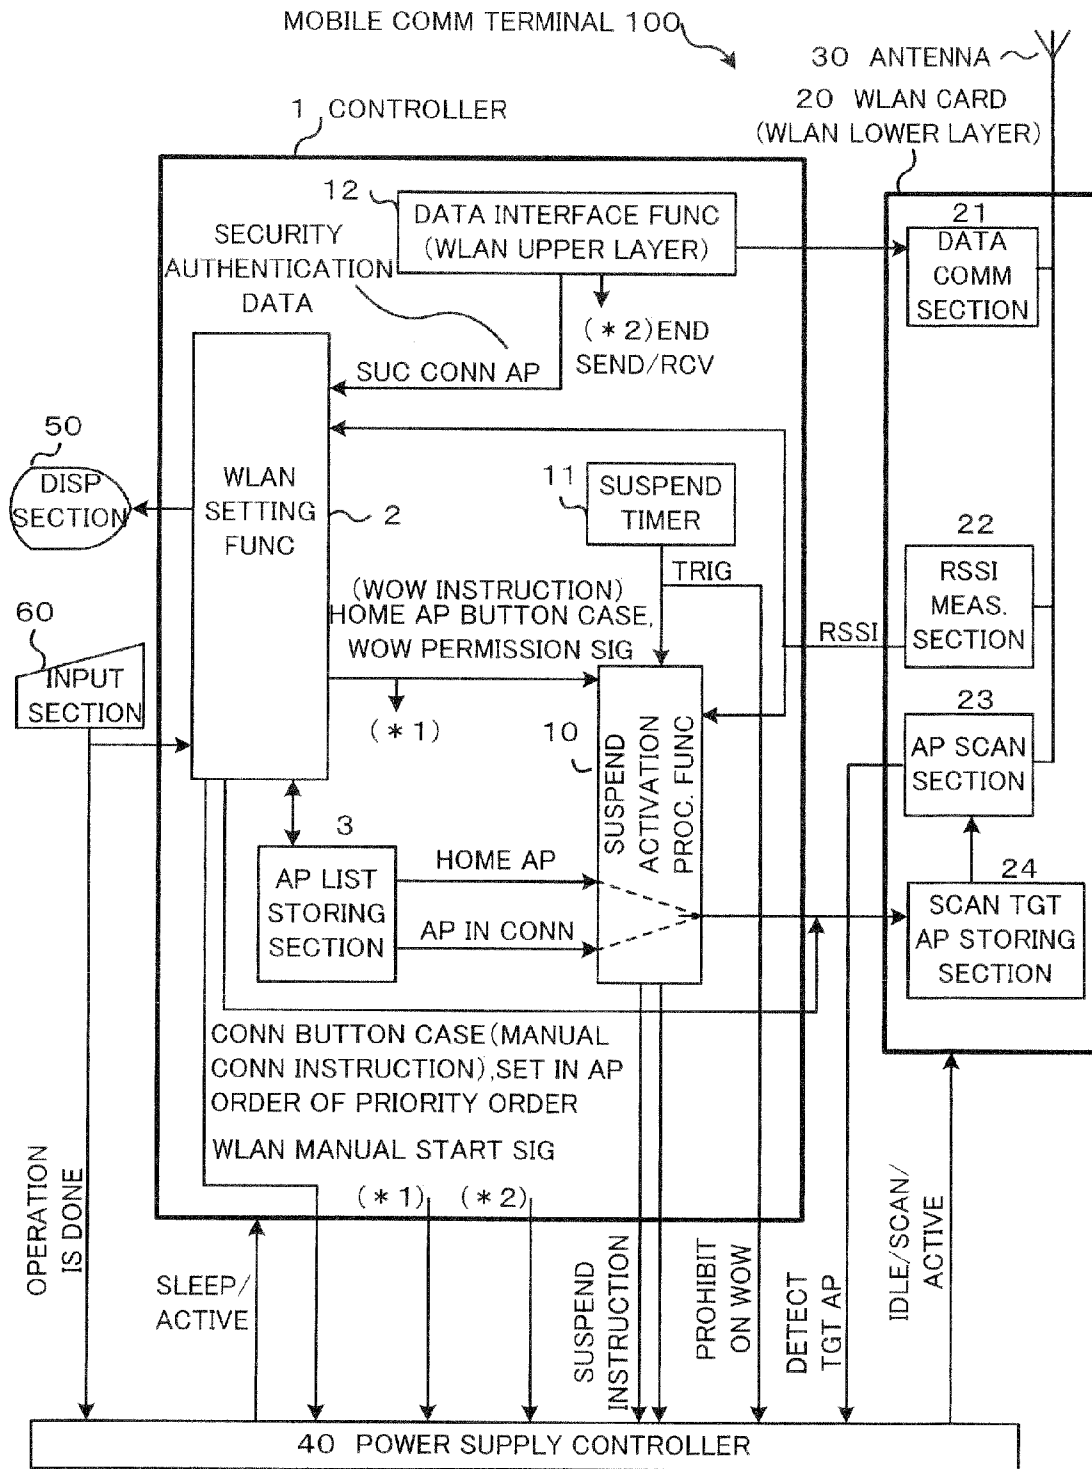 MOBILE COMM TERMINAL 100
30 ANTENNA
20 WLAN CARD
(WLAN LOWER LAYER)
1 CONTROLLER
12
DATA INTERFACE FUNC
(WLAN UPPER LAYER)
21
DATA
COMM
SECTION
SECURITY
AUTHENTICATION
DATA
(*2)END
SEND/RCV
SUC CONN AP
50
DISP
SECTION
WLAN
SETTING
FUNC
2
11
SUSPEND
TIMER
TRIG
22
RSSI
MEAS.
SECTION
RSSI
(WOW INSTRUCTION)
HOME AP BUTTON CASE,
WOW PERMISSION SIG
60
INPUT
SECTION
(*1)
10
SUSPEND
ACTIVATION
PROC. FUNC
23
AP SCAN
SECTION
3
AP LIST
STORING
SECTION
HOME AP
AP IN CONN
24
SCAN TGT
AP STORING
SECTION
CONN BUTTON CASE(MANUAL
CONN INSTRUCTION),SET IN AP
ORDER OF PRIORITY ORDER
WLAN MANUAL START SIG
(*1)
(*2)
OPERATION
IS DONE
SLEEP/
ACTIVE
SUSPEND
INSTRUCTION
PROHIBIT
ON WOW
DETECT
TGT AP
IDLE/SCAN/
ACTIVE
40 POWER SUPPLY CONTROLLER